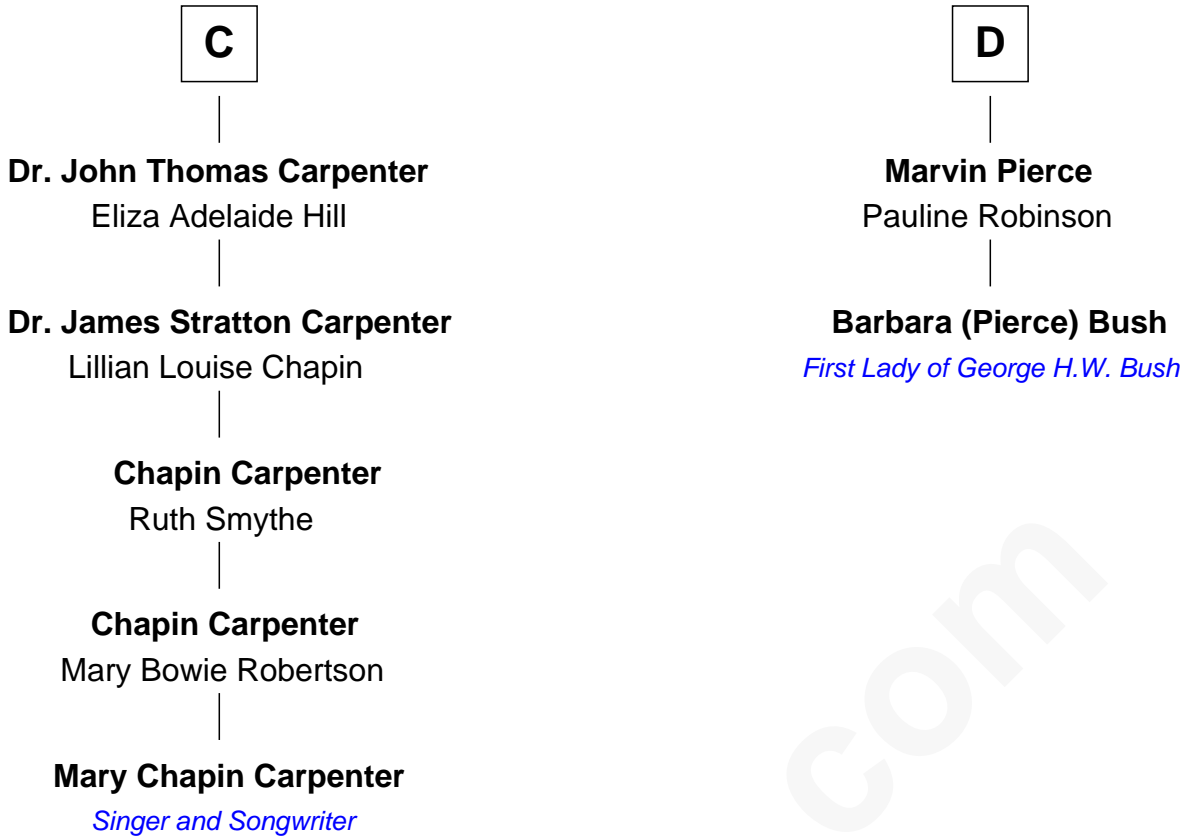 C
Dr. John Thomas Carpenter
Eliza Adelaide Hill
Dr. James Stratton Carpenter
Lillian Louise Chapin
Chapin Carpenter
Ruth Smythe
Chapin Carpenter
Mary Bowie Robertson
Mary Chapin Carpenter
Singer and Songwriter
D
Marvin Pierce
Pauline Robinson
Barbara (Pierce) Bush
First Lady of George H.W. Bush
com